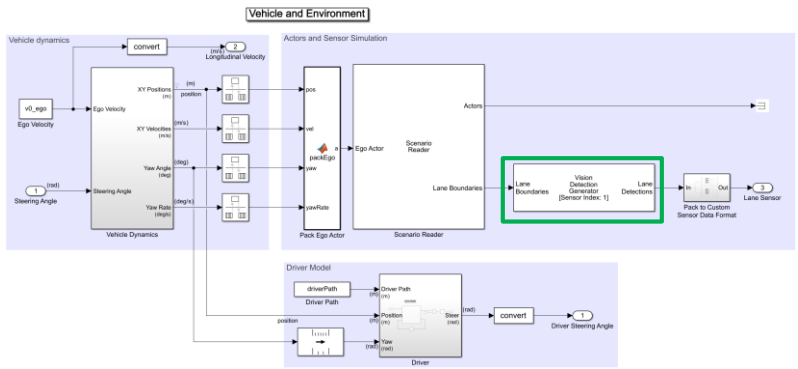 Vehicle and Environment
Vehicle dynamics
convert
(m/s)
2
Longitudinal Velocity
v0_ego
Ego Velocity
Ego Velocity
XY Positions
(m)
(m)
position
XY Velocities
(m/s)
(m/s)
Yaw Angle
(deg)
(deg)
Yaw Rate
(deg/s)
(deg/s)
(rad)
1
Steering Angle
Steering Angle
Vehicle Dynamics
Actors and Sensor Simulation
pos
vel
yaw
yawRate
packEgo
a
Pack Ego Actor
Ego Actor
Scenario
Reader
Actors
Lane Boundaries
Scenario Reader
Lane
Boundaries
Vision
Detection
Generator
[Sensor Index: 1]
Lane
Detections
In
Out
Pack to Custom
Sensor Data Format
3
Lane Sensor
Driver Model
driverPath
Driver Path
(m)
position
(m)
(rad)
Driver Path
(m)
Position
(m)
Yaw
(rad)
Steer
(rad)
Driver
(rad)
convert
1
Driver Steering Angle